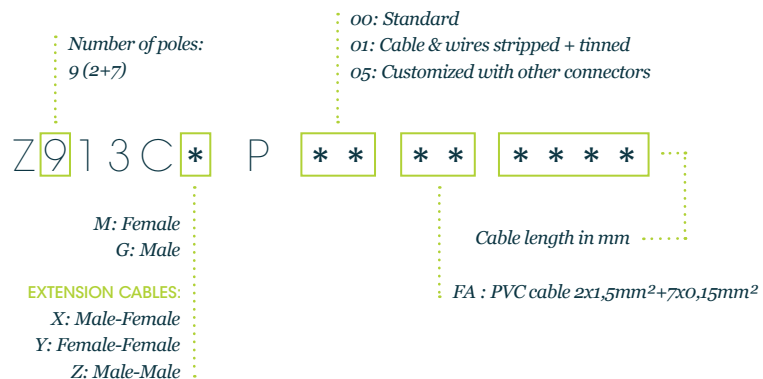 00: Standard
01: Cable & wires stripped + tinned
05: Customized with other connectors
Number of poles:
9 (2+7)
Z913C* P ** ** ****
M: Female
G: Male
Cable length in mm
EXTENSION CABLES:
X: Male-Female
Y: Female-Female
Z: Male-Male
FA : PVC cable 2x1,5mm²+7x0,15mm²